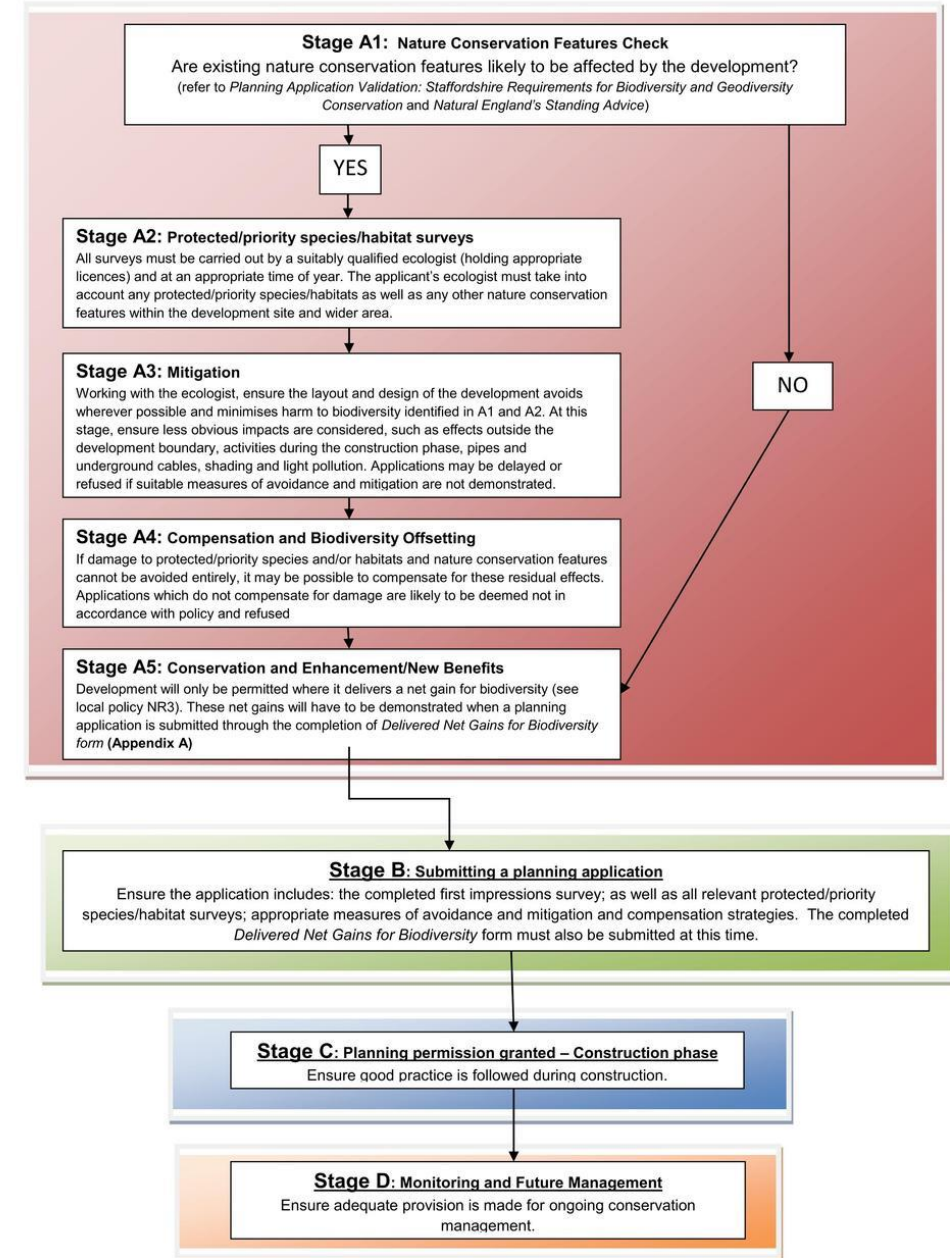 Stage A1: Nature Conservation Features Check
Are existing nature conservation features likely to be affected by the development?
(refer to Planning Application Validation: Staffordshire Requirements for Biodiversity and Geodiversity
Conservation and Natural England's Standing Advice)
YES
Stage A2: Protected/priority species/habitat surveys
All surveys must be carried out by a suitably qualified ecologist (holding appropriate
licences) and at an appropriate time of year. The applicant's ecologist must take into
account any protected/priority species/habitats as well as any other nature conservation
features within the development site and wider area.
Stage A3: Mitigation
Working with the ecologist, ensure the layout and design of the development avoids
wherever possible and minimises harm to biodiversity identified in A1 and A2. At this
stage, ensure less obvious impacts are considered, such as effects outside the
development boundary, activities during the construction phase, pipes and
underground cables, shading and light pollution. Applications may be delayed or
refused if suitable measures of avoidance and mitigation are not demonstrated.
NO
Stage A4: Compensation and Biodiversity Offsetting
If damage to protected/priority species and/or habitats and nature conservation features
cannot be avoided entirely, it may be possible to compensate for these residual effects.
Applications which do not compensate for damage are likely to be deemed not in
accordance with policy and refused
Stage A5: Conservation and Enhancement/New Benefits
Development will only be permitted where it delivers a net gain for biodiversity (see
local policy NR3). These net gains will have to be demonstrated when a planning
application is submitted through the completion of Delivered Net Gains for Biodiversity
form (Appendix A)
Stage B: Submitting a planning application
Ensure the application includes: the completed first impressions survey; as well as all relevant protected/priority
species/habitat surveys; appropriate measures of avoidance and mitigation and compensation strategies. The completed
Delivered Net Gains for Biodiversity form must also be submitted at this time.
Stage C: Planning permission granted – Construction phase
Ensure good practice is followed during construction.
Stage D: Monitoring and Future Management
Ensure adequate provision is made for ongoing conservation
management.